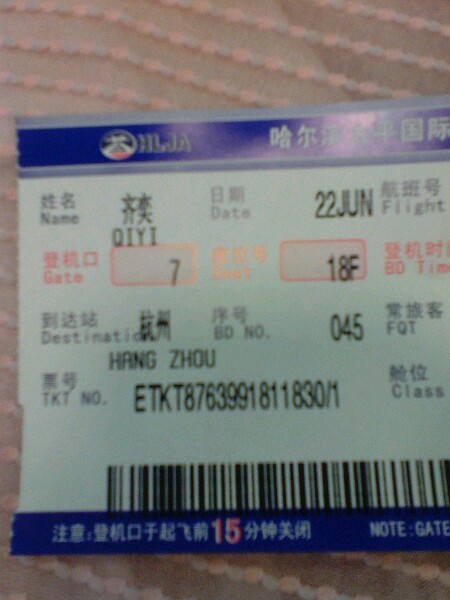 HLJA 哈尔滨太平国际
姓名 齐奕 日期 22JUN 航班号
Name QIYI Date Flight
登机口 7 座位号 18F 登机时间
Gate Seat BD Time
到达站 杭州 序号 045 常旅客
Destination HANG ZHOU BD NO. FQT
票号 ETKT8763991811830/1 舱位
TKT NO. Class
注意:登机口于起飞前15分钟关闭 NOTE:GATE